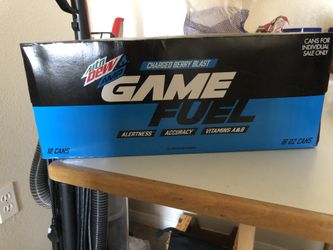 mtn
DEW
AMP
CHARGED BERRY BLAST
CANS FOR
INDIVIDUAL
SALE ONLY
GAME
FUEL
ALERTNESS ACCURACY VITAMINS A&B
12 CANS
16 OZ CANS